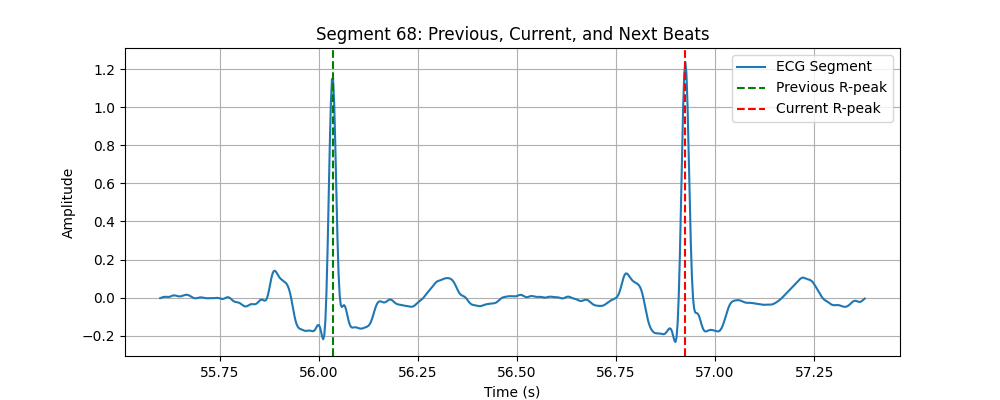 Segment 68: Previous, Current, and Next Beats
ECG Segment
Previous R-peak
Current R-peak
Amplitude
1.2
1.0
0.8
0.6
0.4
0.2
0.0
−0.2
55.75 56.00 56.25 56.50 56.75 57.00 57.25
Time (s)